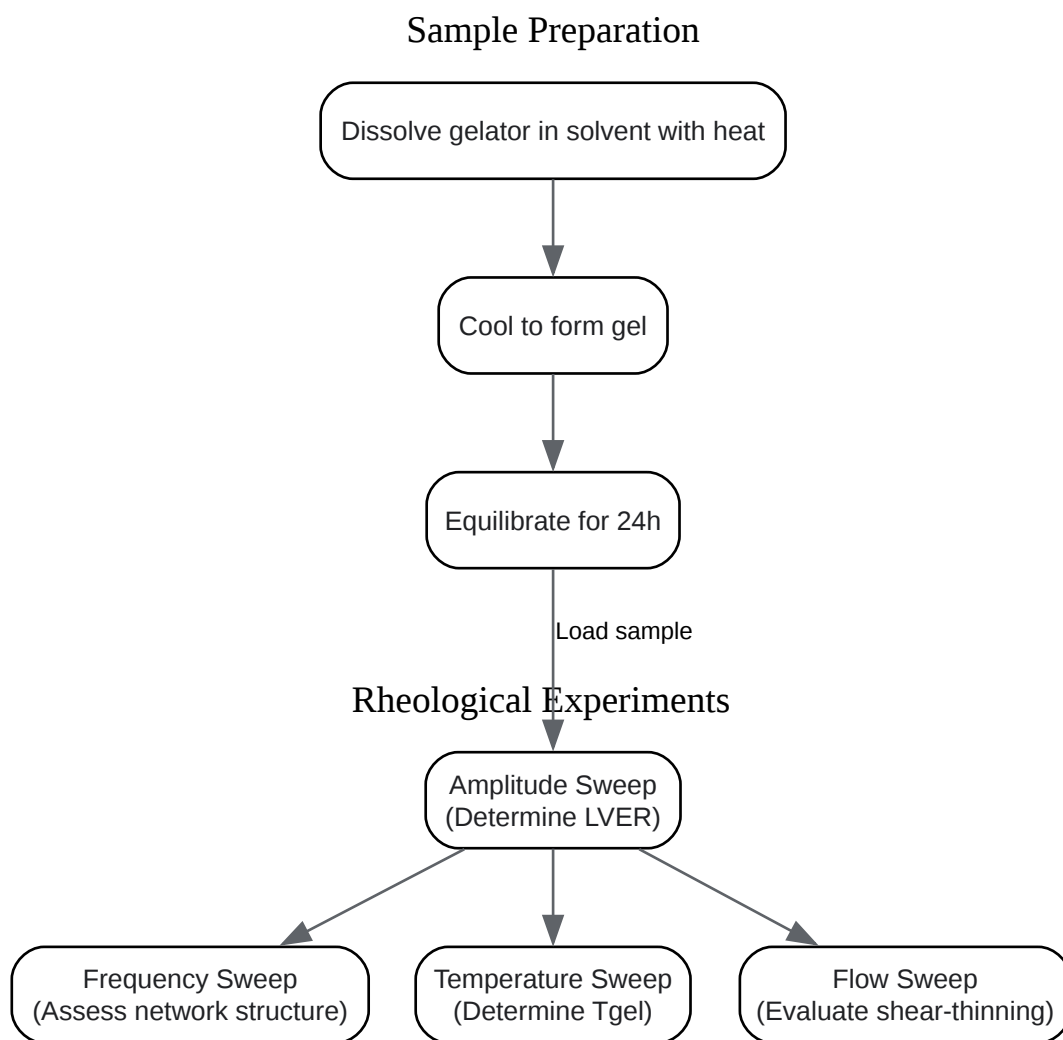 Sample Preparation
Dissolve gelator in solvent with heat
Cool to form gel
Equilibrate for 24h
Load sample
Rheological Experiments
Amplitude Sweep
(Determine LVER)
Frequency Sweep
(Assess network structure)
Temperature Sweep
(Determine Tgel)
Flow Sweep
(Evaluate shear-thinning)